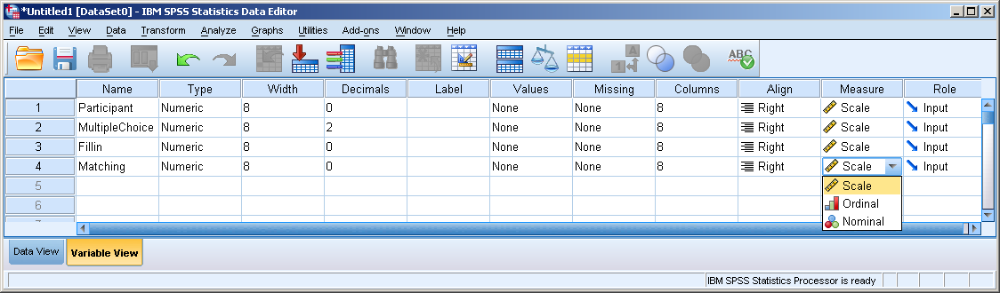 *Untitled1 [DataSet0] - IBM SPSS Statistics Data Editor
File Edit View Data Transform Analyze Graphs Utilities Add-ons Window Help
1 A ABC
Name Type Width Decimals Label Values Missing Columns Align Measure Role
1 Participant Numeric 8 0 None None 8 Right Scale Input
2 MultipleChoice Numeric 8 2 None None 8 Right Scale Input
3 Fillin Numeric 8 0 None None 8 Right Scale Input
4 Matching Numeric 8 0 None None 8 Right Scale Input
5 Scale
6 Ordinal
Nominal
Data View Variable View
IBM SPSS Statistics Processor is ready